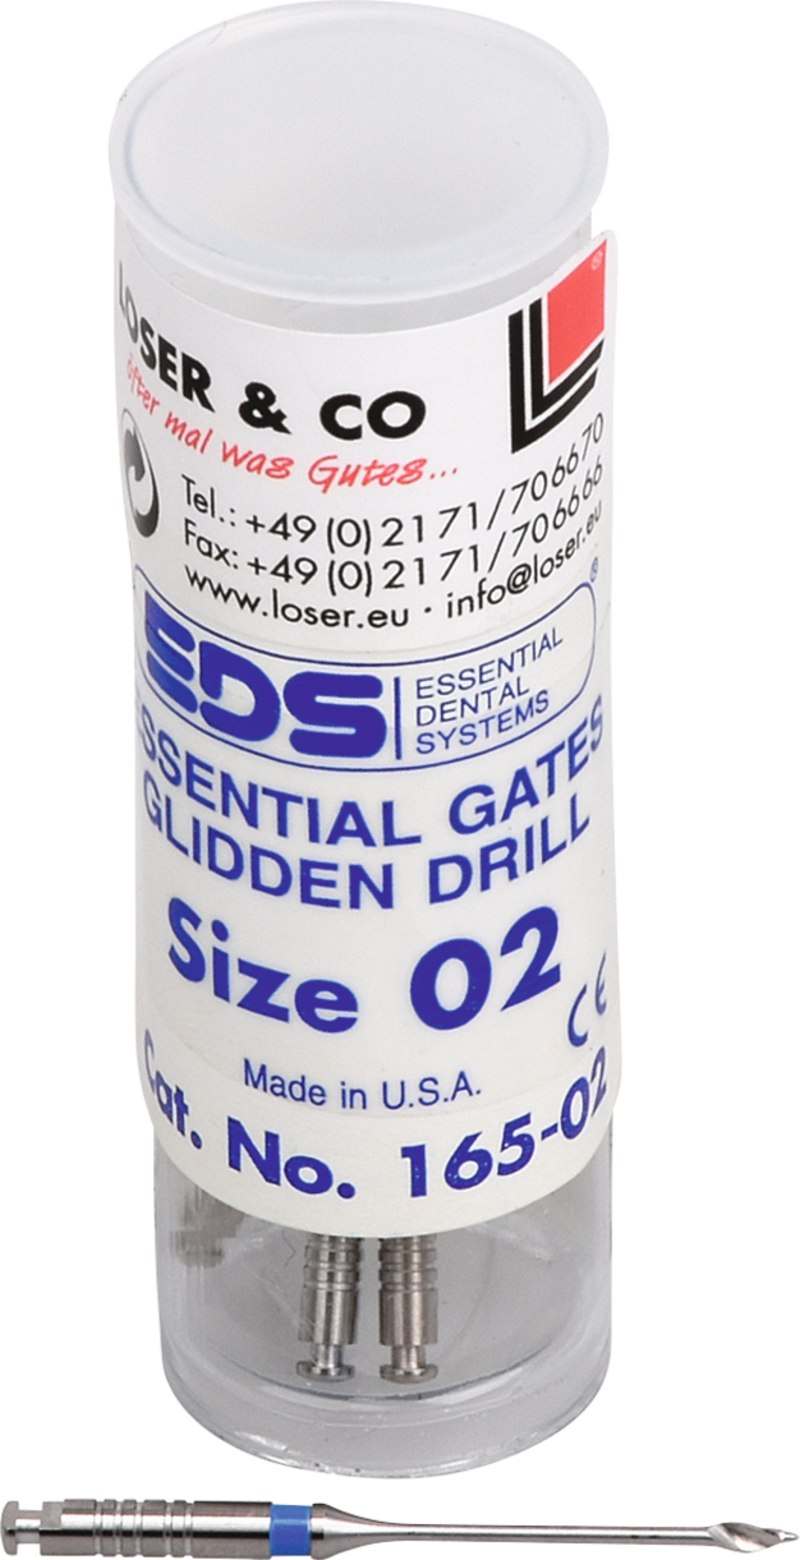 LOSER & CO
öfter mal was Gutes...
Tel.: +49 (0) 2171/706670
Fax: +49 (0) 2171/706666
www.loser.eu · info@loser.eu
EDS ®
ESSENTIAL
DENTAL
SYSTEMS
ESSENTIAL GATES
GLIDDEN DRILL
Size 02
CE
Made in U.S.A.
Cat. No. 165-02